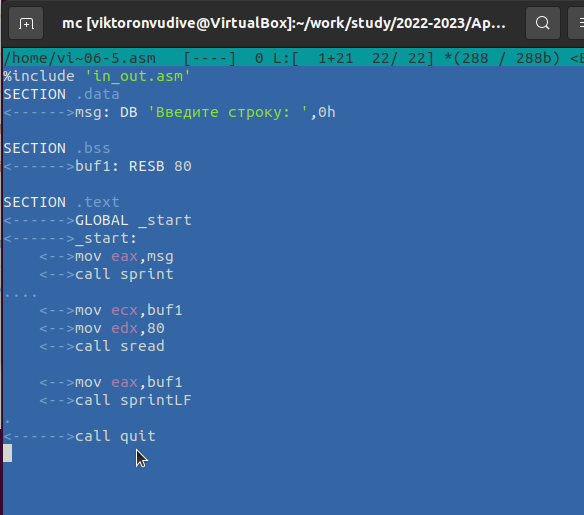 mc [viktoronvudive@VirtualBox]:~/work/study/2022-2023/Ap...
/home/vi~06-5.asm   [----]  0 L:[  1+21  22/ 22] *(288 / 288b) <E
%include 'in_out.asm'
SECTION .data
<------>msg: DB 'Введите строку: ',0h
SECTION .bss
<------>buf1: RESB 80
SECTION .text
<------>GLOBAL _start
<------>_start:
    <-->mov eax,msg
    <-->call sprint
....
    <-->mov ecx,buf1
    <-->mov edx,80
    <-->call sread
    <-->mov eax,buf1
    <-->call sprintLF
.
<------>call quit